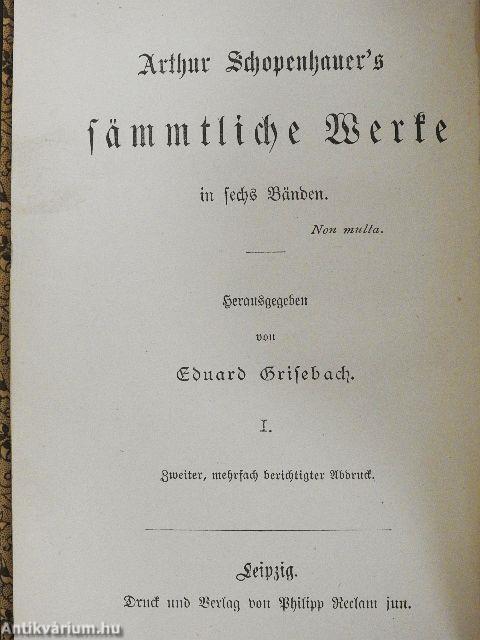 Arthur Schopenhauer's
sämmtliche Werke
in sechs Bänden.
Non multa.
Herausgegeben
von
Eduard Grisebach.
I.
Zweiter, mehrfach berichtigter Abdruck.
Leipzig.
Druck und Verlag von Philipp Reclam jun.
Antikvárium.hu